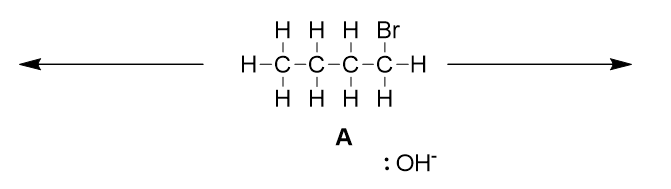 H H H Br
H-C-C-C-C-H
H H H H
A
:OH-